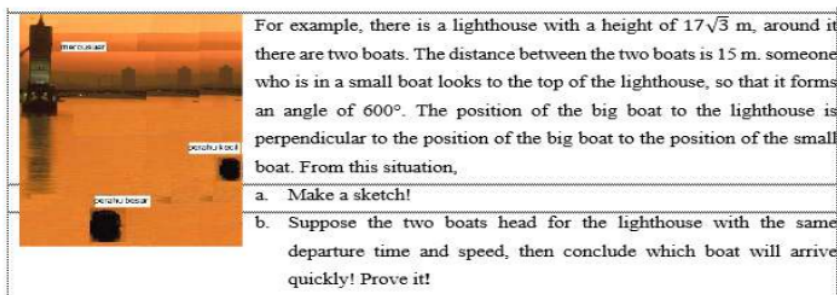 mercusuar
perahu kecil
perahu besar
For example, there is a lighthouse with a height of 17√3 m, around it
there are two boats. The distance between the two boats is 15 m. someone
who is in a small boat looks to the top of the lighthouse, so that it forms
an angle of 600°. The position of the big boat to the lighthouse is
perpendicular to the position of the big boat to the position of the small
boat. From this situation,
a. Make a sketch!
b. Suppose the two boats head for the lighthouse with the same
departure time and speed, then conclude which boat will arrive
quickly! Prove it!